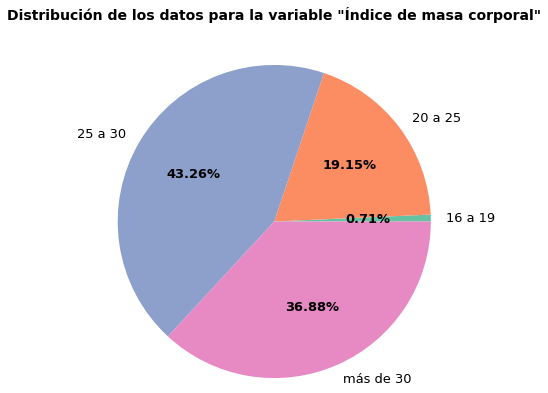 Distribución de los datos para la variable "Índice de masa corporal"
20 a 25
25 a 30
19.15%
43.26%
0.71%
16 a 19
36.88%
más de 30